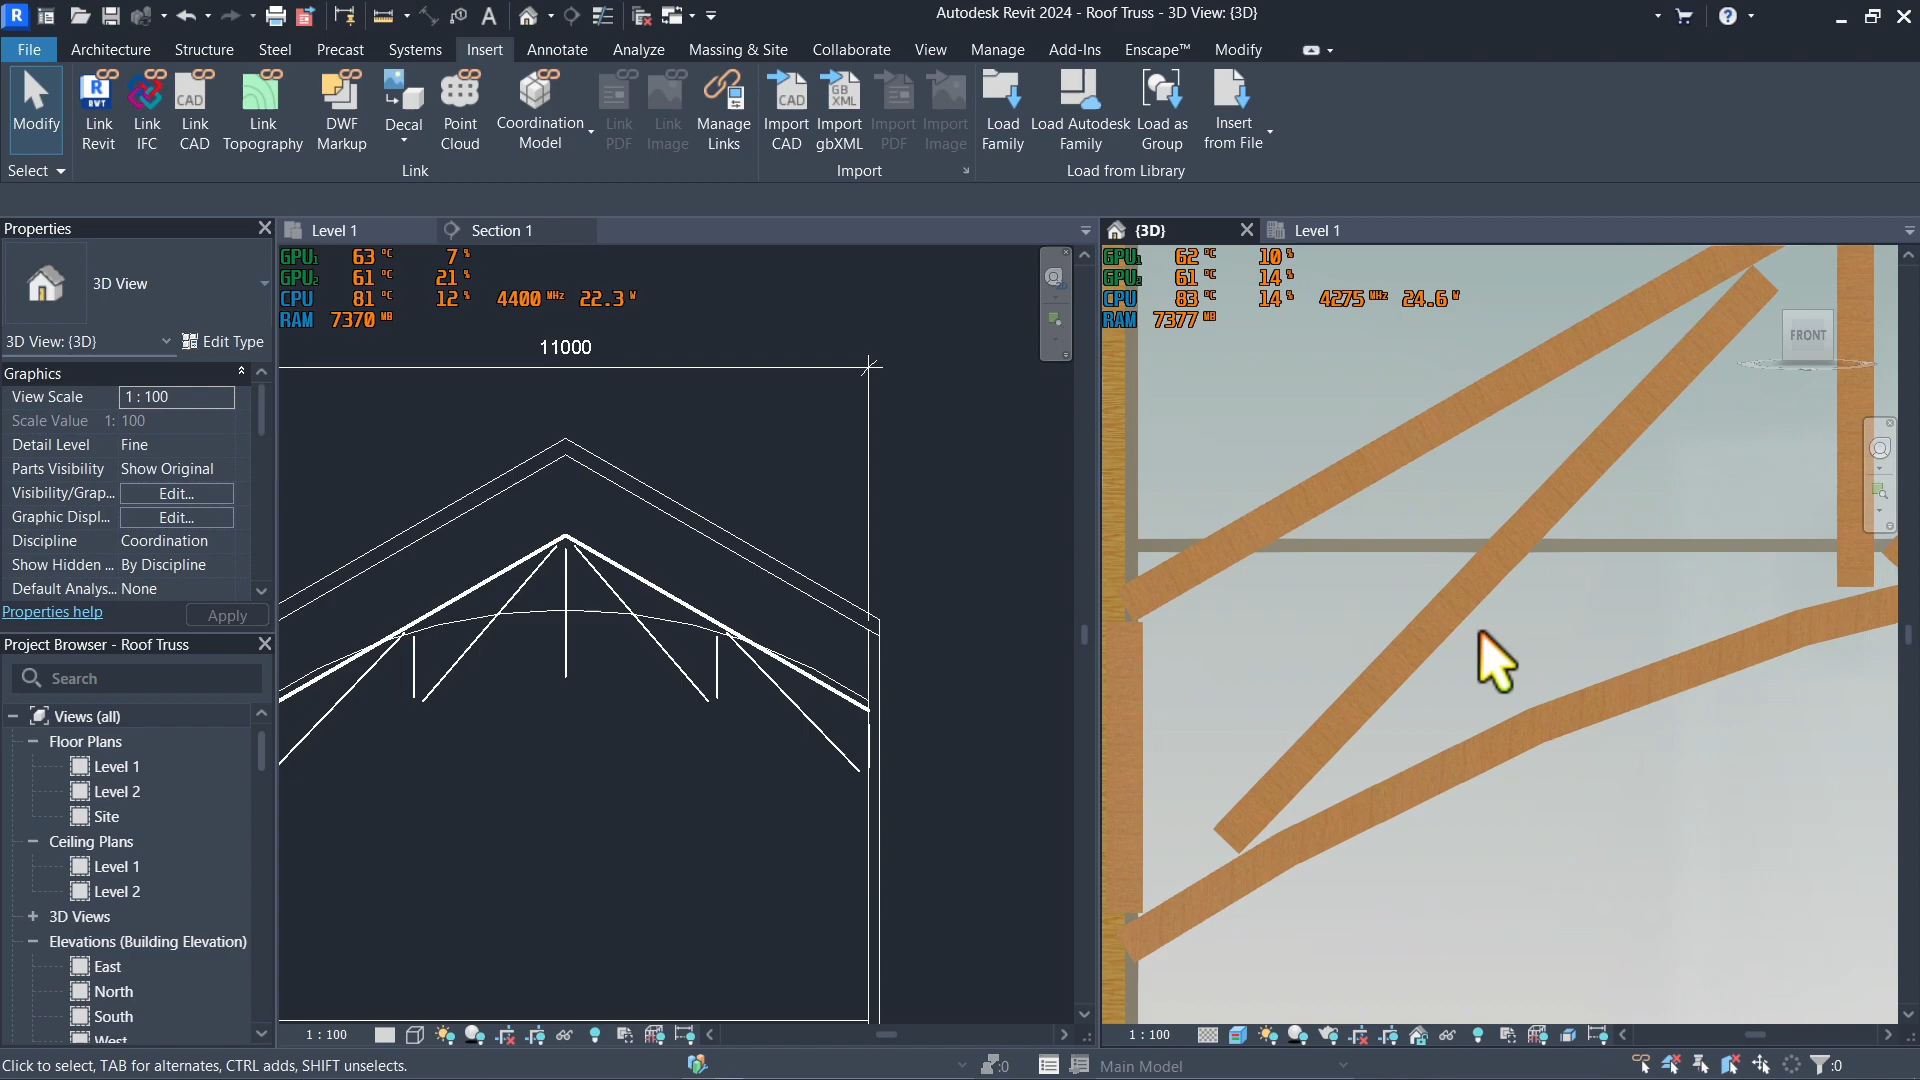 Autodesk Revit 2024 - Roof Truss - 3D View: {3D}
File Architecture Structure Steel Precast Systems Insert Annotate Analyze Massing & Site Collaborate View Manage Add-Ins Enscape™ Modify
Modify
Link Revit
Link IFC
Link CAD
Link Topography
DWF Markup
Decal
Point Cloud
Coordination Model
Link PDF
Link Image
Manage Links
Import CAD
Import gbXML
Import PDF
Import Image
Load Family
Load Autodesk Family
Load as Group
Insert from File
Select
Link
Import
Load from Library
Properties
3D View
3D View: {3D}
Edit Type
Graphics
View Scale 1 : 100
Scale Value 1: 100
Detail Level Fine
Parts Visibility Show Original
Visibility/Grap... Edit...
Graphic Displ... Edit...
Discipline Coordination
Show Hidden ... By Discipline
Default Analys... None
Properties help
Apply
Project Browser - Roof Truss
Search
Views (all)
Floor Plans
Level 1
Level 2
Site
Ceiling Plans
Level 1
Level 2
3D Views
Elevations (Building Elevation)
East
North
South
West
Level 1
Section 1
GPU1 63 °C 7 %
GPU2 61 °C 21 %
CPU 81 °C 12 % 4400 MHz 22.3 W
RAM 7370 MB
11000
1 : 100
{3D}
Level 1
GPU1 62 °C 10 %
GPU2 61 °C 14 %
CPU 83 °C 14 % 4275 MHz 24.6 W
RAM 7377 MB
FRONT
1 : 100
Click to select, TAB for alternates, CTRL adds, SHIFT unselects.
:0
Main Model
:0